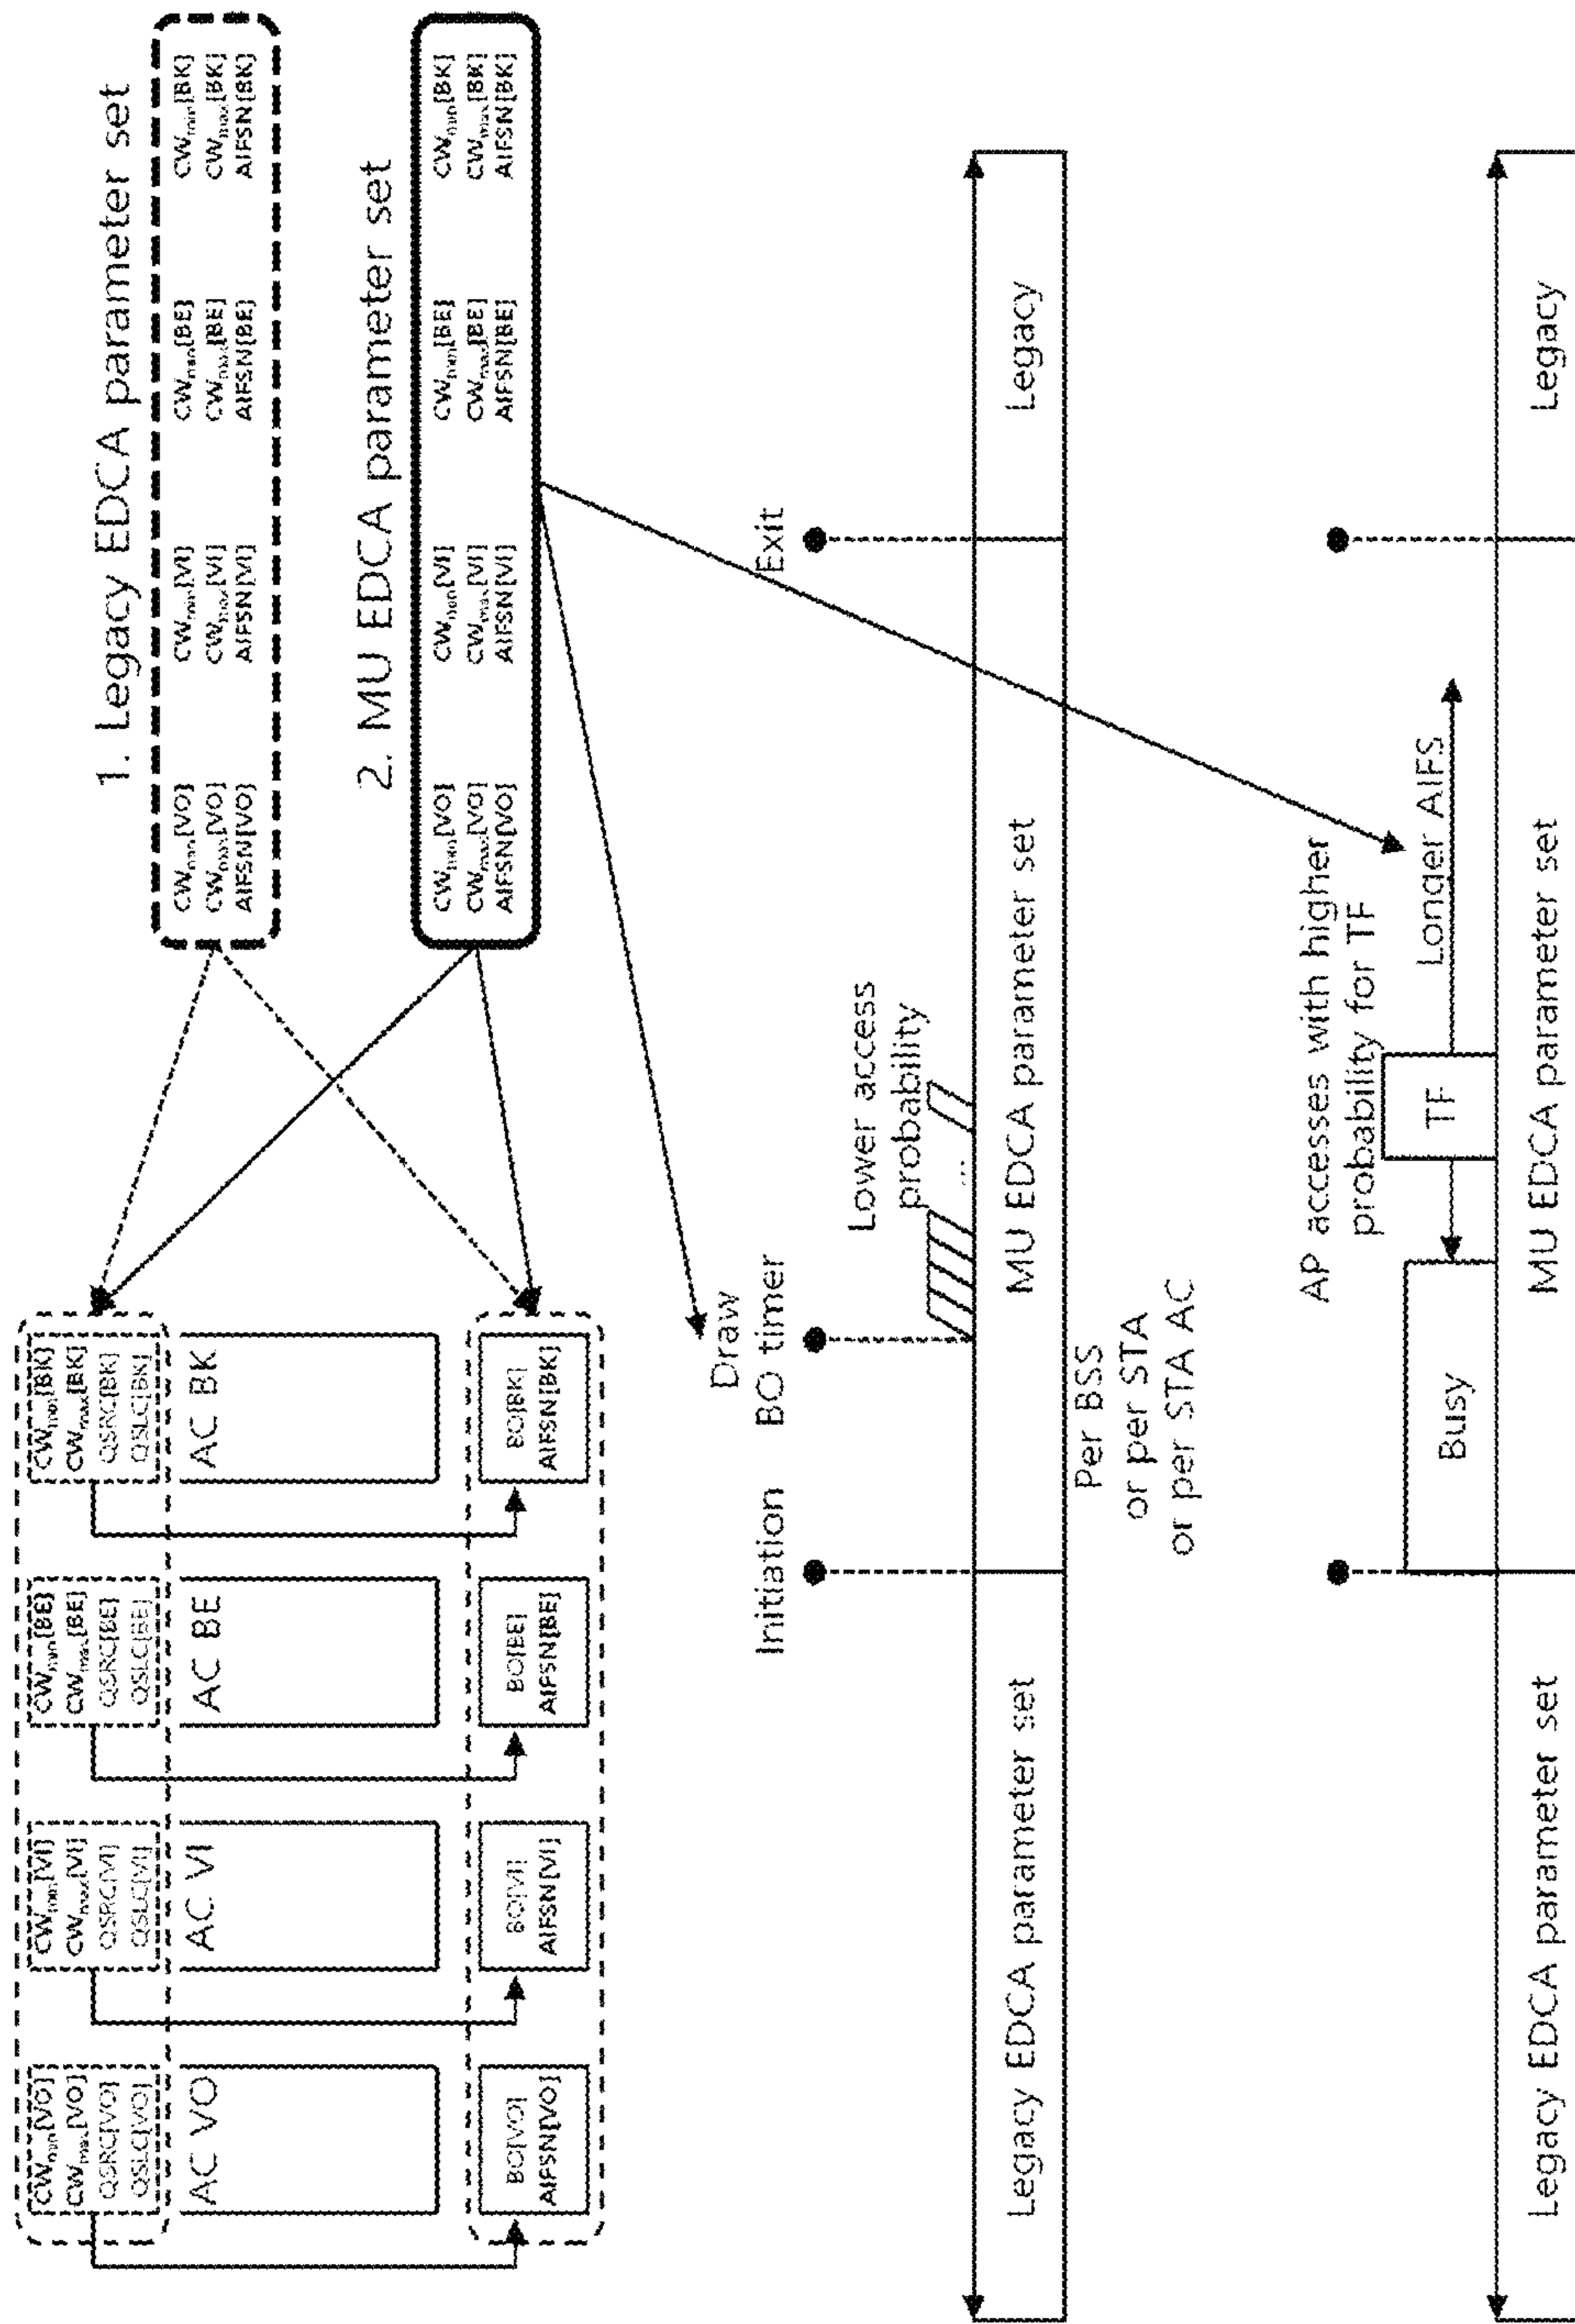 CWmin[VO]
CWmax[VO]
QSRC[VO]
QSLC[VO]
AC VO
BO[VO]
AIFSN[VO]
CWmin[VI]
CWmax[VI]
QSRC[VI]
QSLC[VI]
AC VI
BO[VI]
AIFSN[VI]
CWmin[BE]
CWmax[BE]
QSRC[BE]
QSLC[BE]
AC BE
BO[BE]
AIFSN[BE]
CWmin[BK]
CWmax[BK]
QSRC[BK]
QSLC[BK]
AC BK
BO[BK]
AIFSN[BK]
1. Legacy EDCA parameter set
CWmin[VO]
CWmax[VO]
AIFSN[VO]
CWmin[VI]
CWmax[VI]
AIFSN[VI]
CWmin[BE]
CWmax[BE]
AIFSN[BE]
CWmin[BK]
CWmax[BK]
AIFSN[BK]
2. MU EDCA parameter set
CWmin[VO]
CWmax[VO]
AIFSN[VO]
CWmin[VI]
CWmax[VI]
AIFSN[VI]
CWmin[BE]
CWmax[BE]
AIFSN[BE]
CWmin[BK]
CWmax[BK]
AIFSN[BK]
Initiation
Draw
BO timer
Exit
Lower access
probability
...
Legacy EDCA parameter set
MU EDCA parameter set
Legacy
Per BSS
or per STA
or per STA AC
AP accesses with higher
probability for TF
Longer AIFS
Busy
TF
Legacy EDCA parameter set
MU EDCA parameter set
Legacy